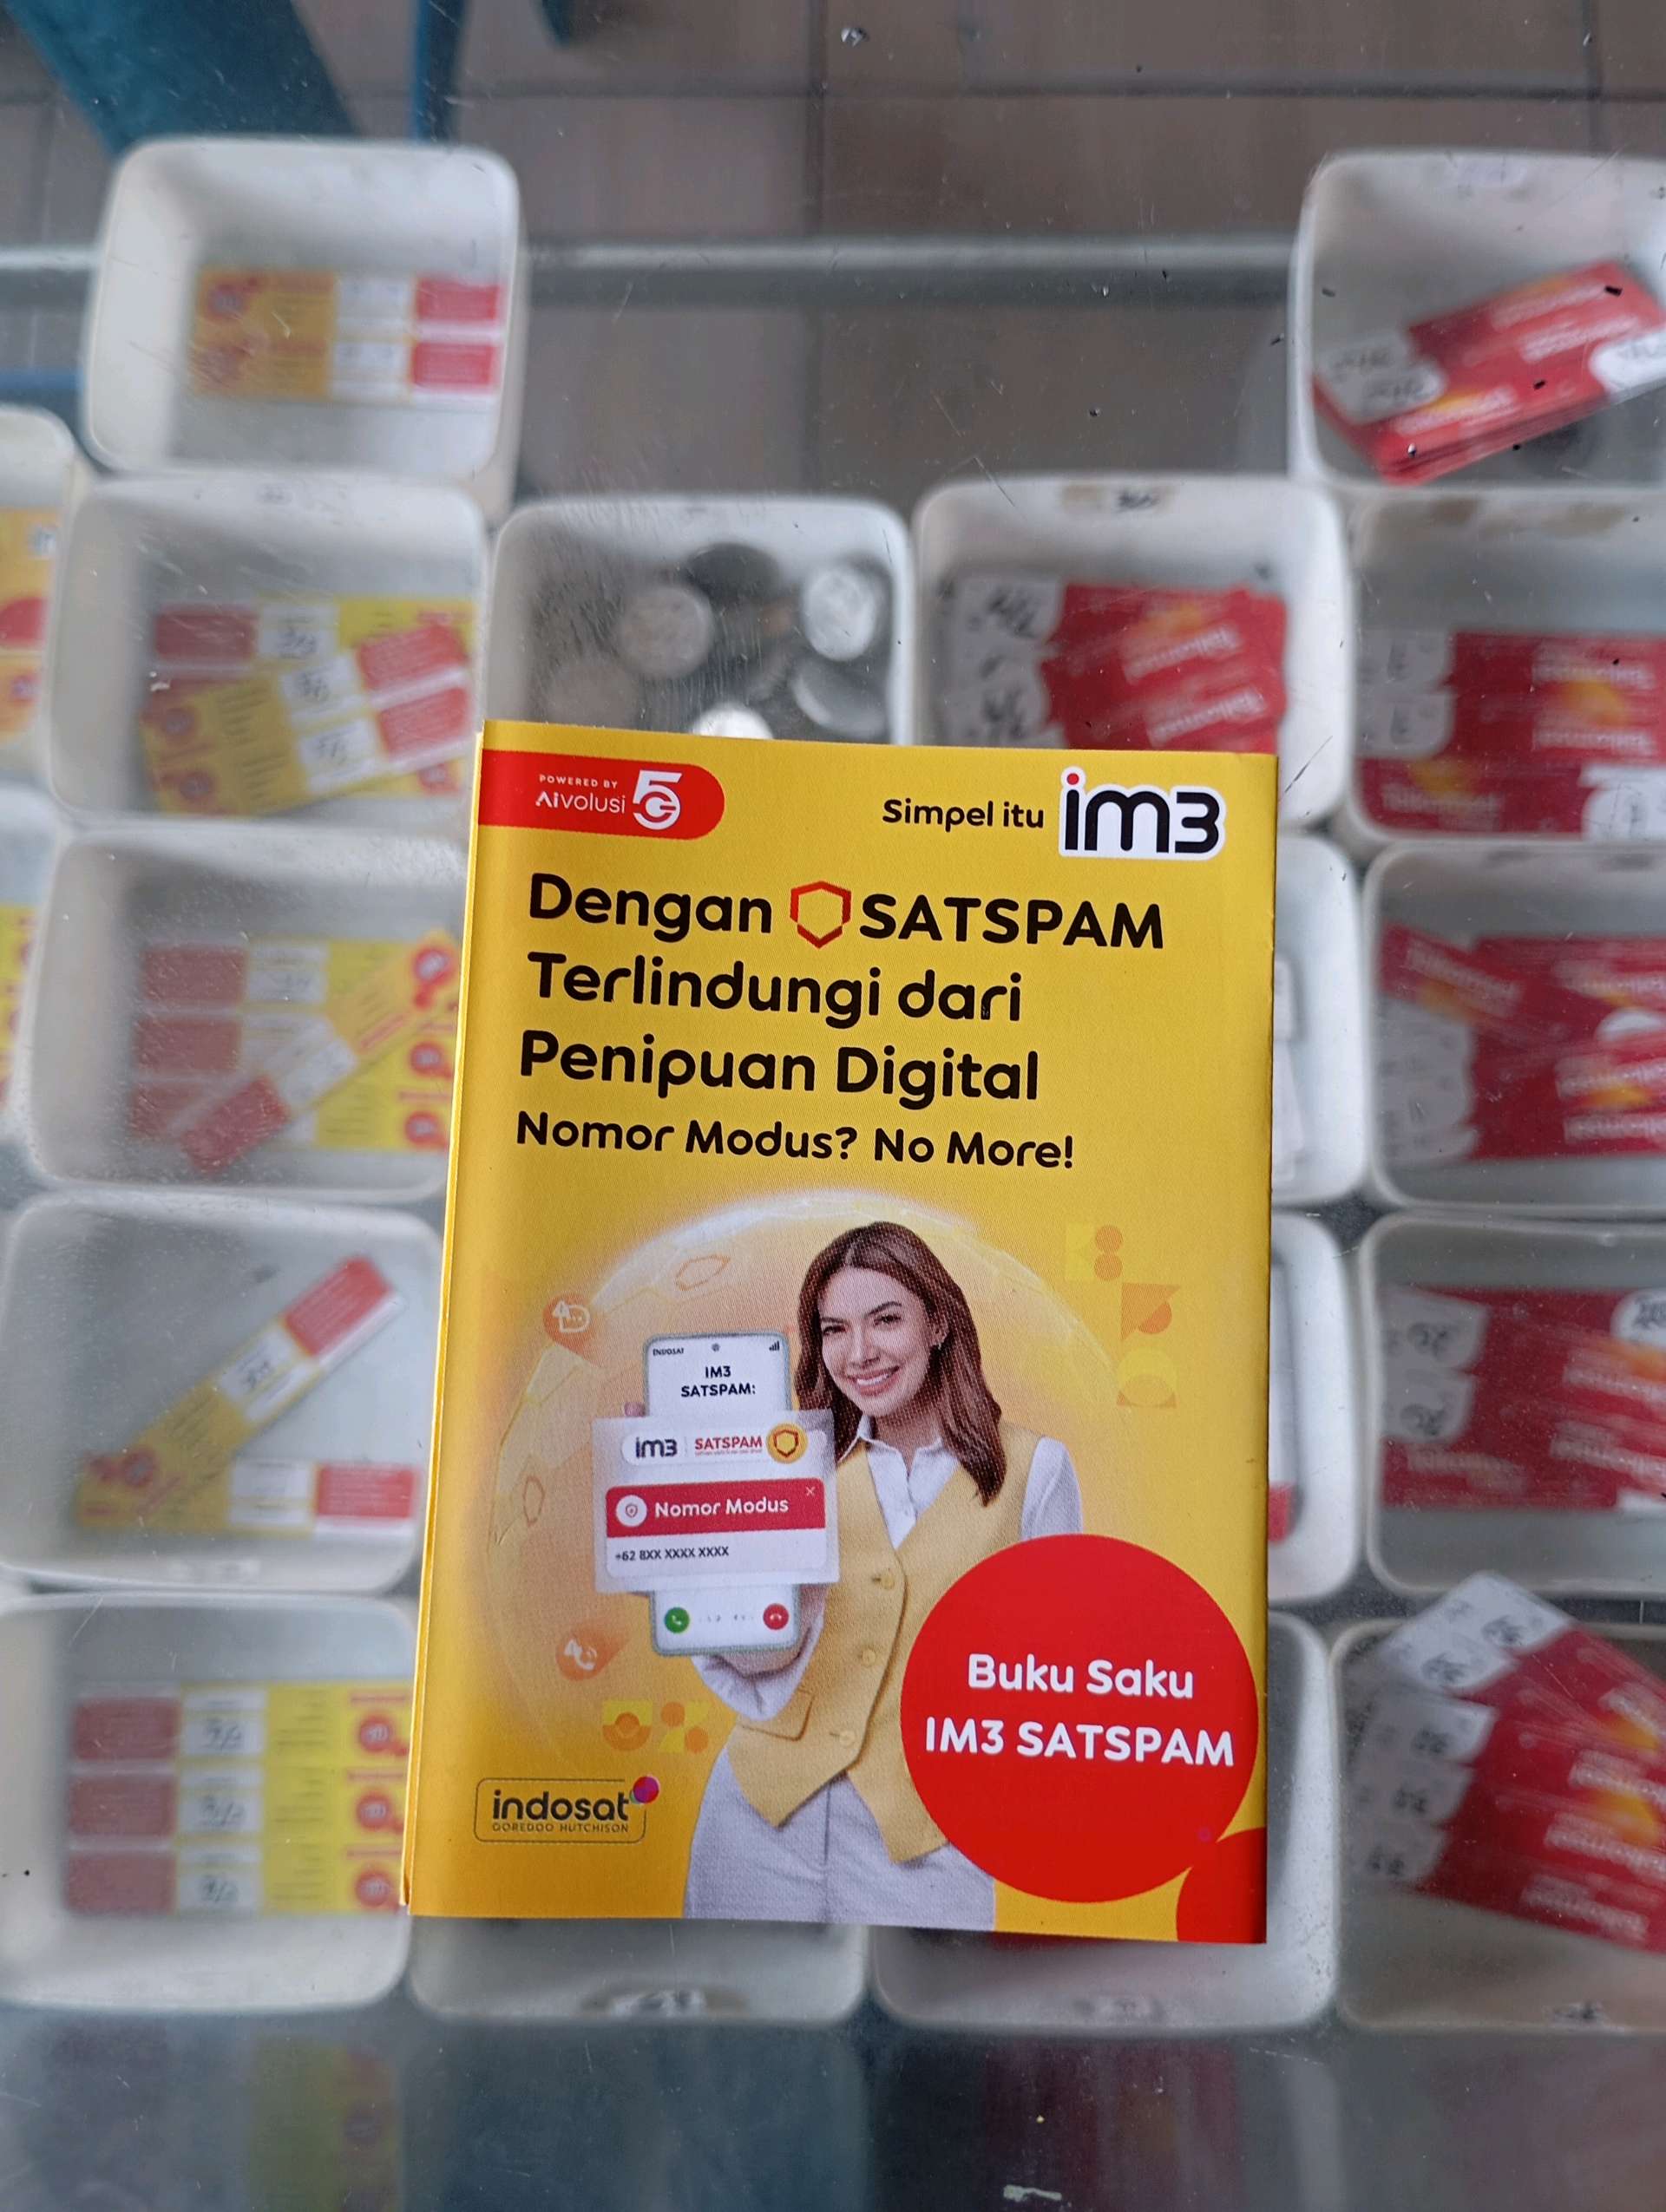 POWERED BY
AIvolusi 5G
Simpel itu im3
Dengan SATSPAM
Terlindungi dari
Penipuan Digital
Nomor Modus? No More!
INDOSAT
IM3
SATSPAM:
im3 SATSPAM
Nomor Modus
+62 8XX XXXX XXXX
Buku Saku
IM3 SATSPAM
indosat
OOREDOO HUTCHISON